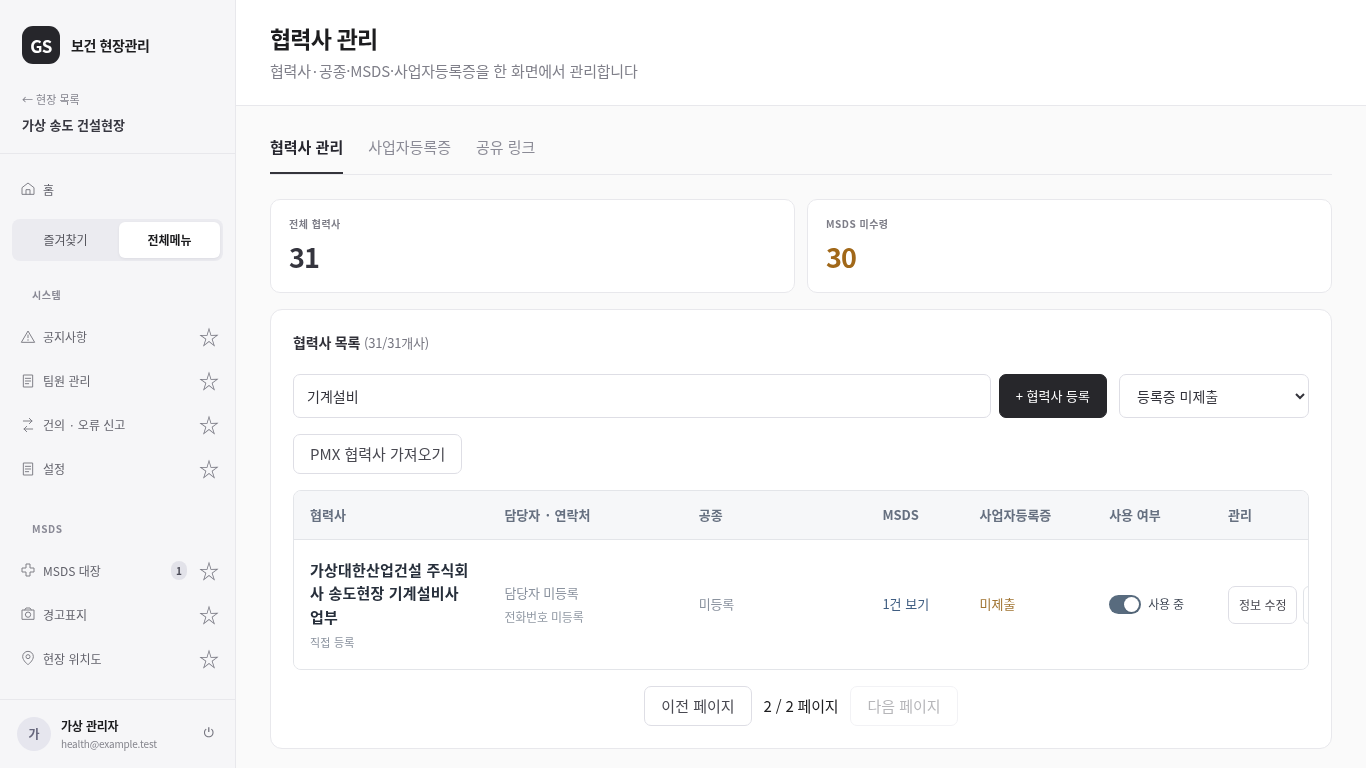 GS 보건 현장관리
← 현장 목록
가상 송도 건설현장
홈
즐겨찾기 전체메뉴
시스템
공지사항
팀원 관리
건의 · 오류 신고
설정
MSDS
MSDS 대장 1
경고표지
현장 위치도
가 가상 관리자
health@example.test
협력사 관리
협력사·공종·MSDS·사업자등록증을 한 화면에서 관리합니다
협력사 관리 사업자등록증 공유 링크
전체 협력사
31
MSDS 미수령
30
협력사 목록 (31/31개사)
기계설비 + 협력사 등록 등록증 미제출
PMX 협력사 가져오기
협력사 담당자 · 연락처 공종 MSDS 사업자등록증 사용 여부 관리
가상대한산업건설 주식회
사 송도현장 기계설비사
업부
직접 등록
담당자 미등록
전화번호 미등록
미등록
1건 보기
미제출
사용 중
정보 수정
이전 페이지 2 / 2 페이지 다음 페이지